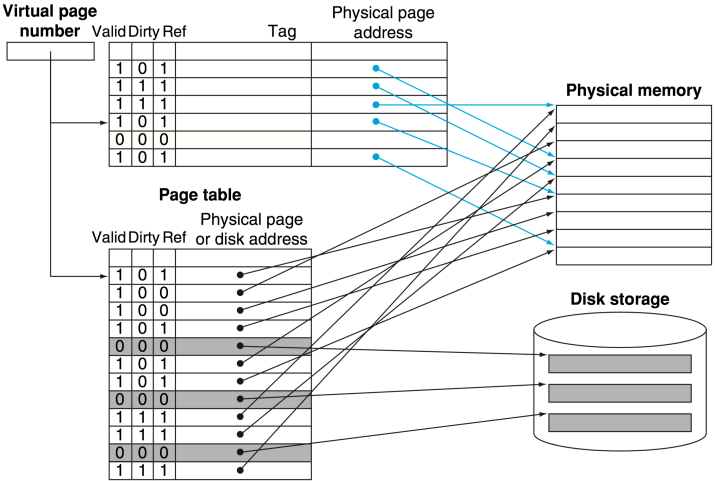 Virtual page
number
Valid Dirty Ref
Tag
Physical page
address
1 0 1
1 1 1
1 1 1
1 0 1
0 0 0
1 0 1
Physical memory
Page table
Physical page
or disk address
Valid Dirty Ref
1 0 1
1 0 0
1 0 0
1 0 1
0 0 0
1 0 1
1 0 1
0 0 0
1 1 1
1 1 1
0 0 0
1 1 1
Disk storage